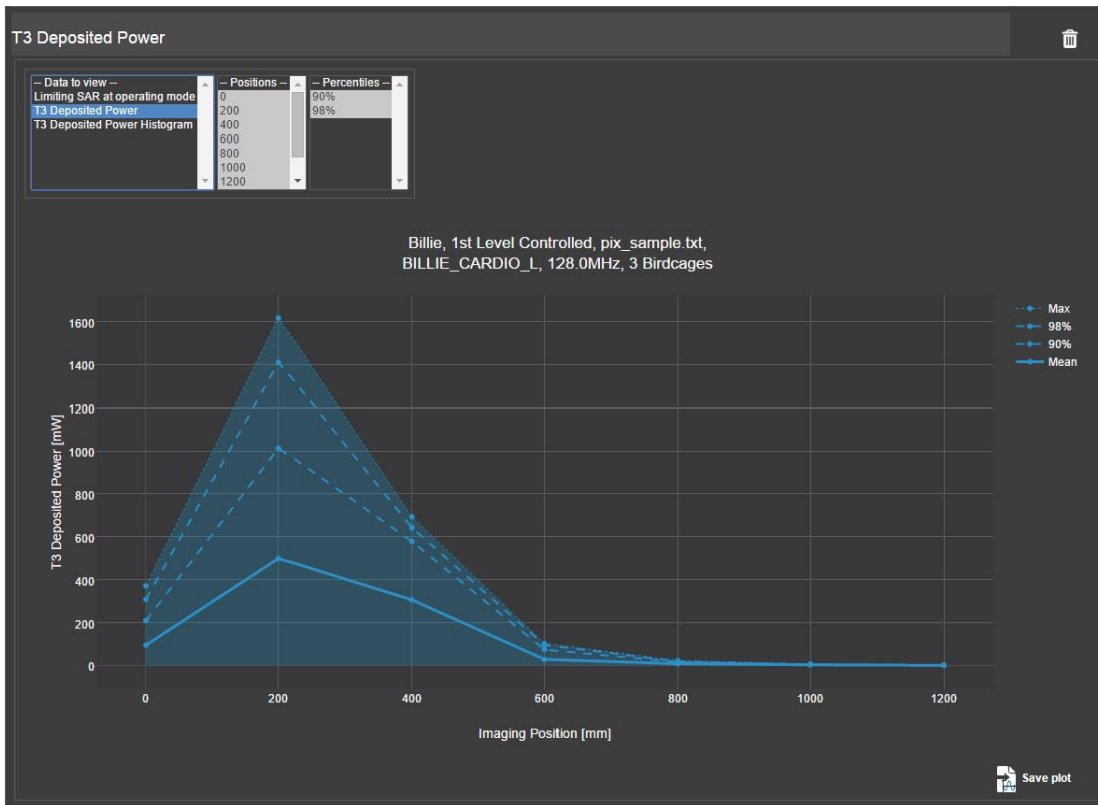 T3 Deposited Power
-- Data to view --
Limiting SAR at operating mode
T3 Deposited Power
T3 Deposited Power Histogram
-- Positions --
0
200
400
600
800
1000
1200
-- Percentiles --
90%
98%
Billie, 1st Level Controlled, pix_sample.txt,
BILLIE_CARDIO_L, 128.0MHz, 3 Birdcages
Max
98%
90%
Mean
T3 Deposited Power [mW]
1600
1400
1200
1000
800
600
400
200
0
0 200 400 600 800 1000 1200
Imaging Position [mm]
Save plot